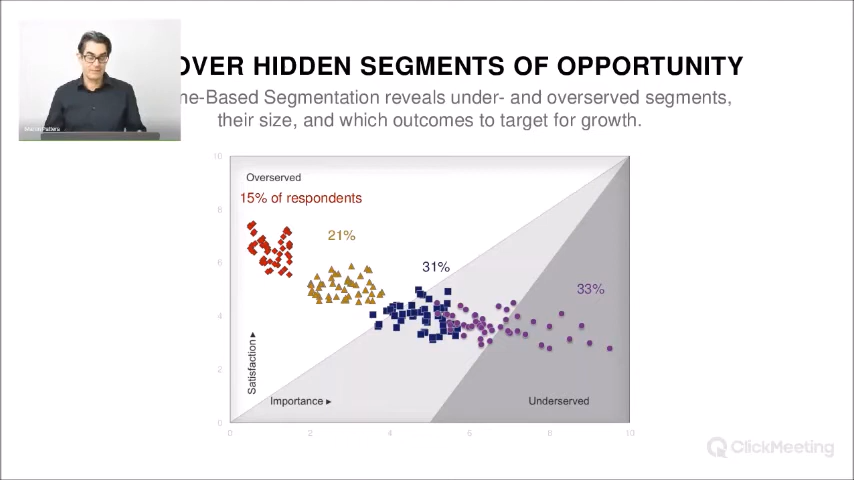 OVER HIDDEN SEGMENTS OF OPPORTUNITY
ne-Based Segmentation reveals under- and overserved segments,
their size, and which outcomes to target for growth.
10
Overserved
15% of respondents
8
21%
6
31%
33%
4
Satisfaction ▸
2
Importance ▸
Underserved
0
0
2
4
6
8
10
ClickMeeting